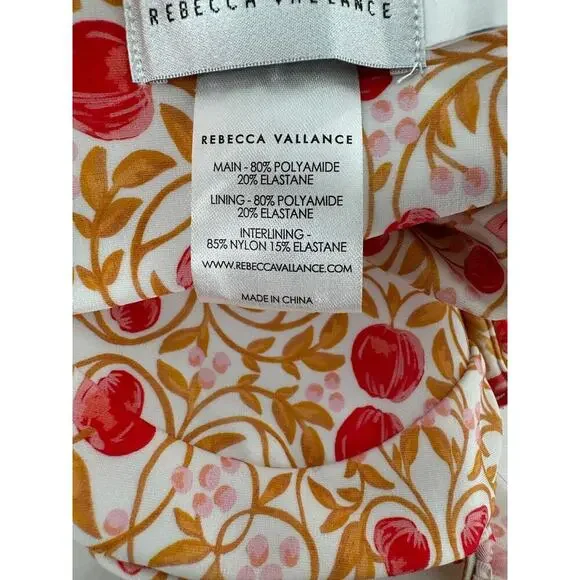 REBECCA VALLANCE
REBECCA VALLANCE
MAIN - 80% POLYAMIDE
20% ELASTANE
LINING - 80% POLYAMIDE
20% ELASTANE
INTERLINING -
85% NYLON 15% ELASTANE
WWW.REBECCAVALLANCE.COM
MADE IN CHINA